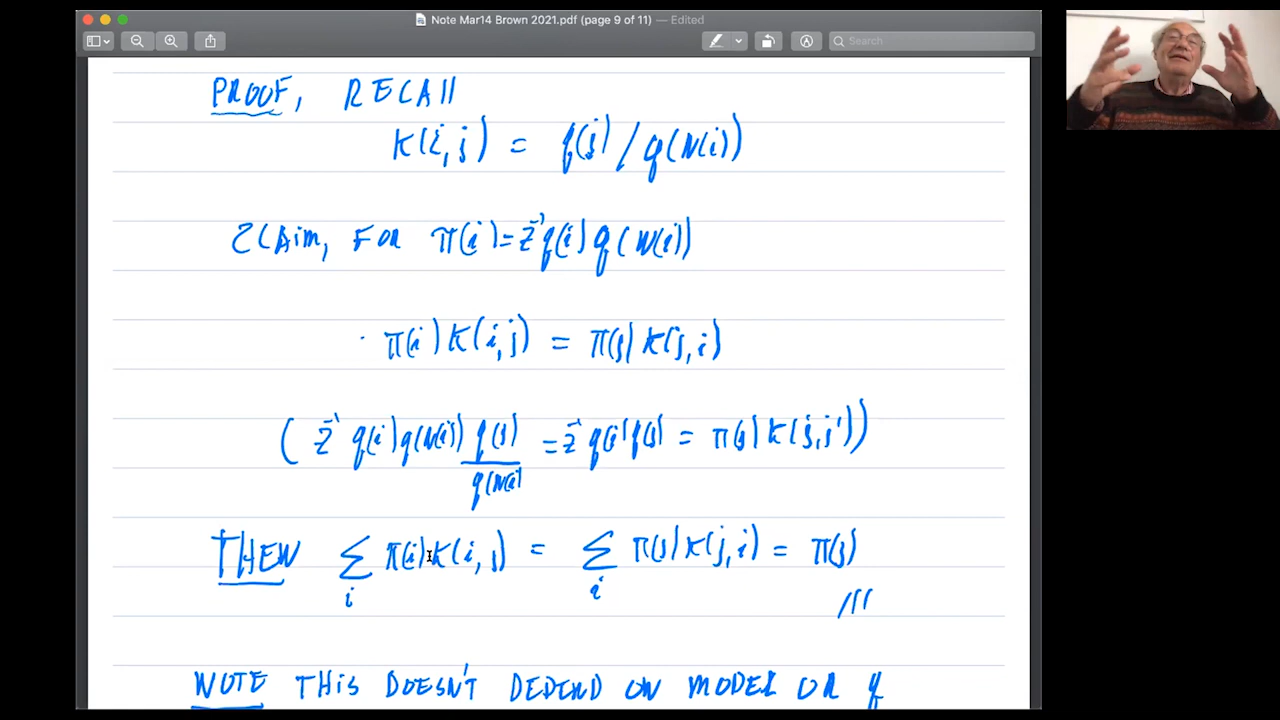 Note Mar14 Brown 2021.pdf (page 9 of 11) — Edited
Search
PROOF, RECALL
K(i,j) = q(j) / q(N(i))
CLAIM, FOR π(i) = z⁻¹ q(i) q(N(i))
π(i) K(i,j) = π(j) K(j,i)
( z⁻¹ q(i) q(N(i)) q(j) / q(N(i)) = z⁻¹ q(i) q(j) = π(j) K(j,i) )
THEN Σ_i π(i) K(i,j) = Σ_i π(j) K(j,i) = π(j)
///
NOTE THIS DOESN'T DEPEND ON MODEL OR q